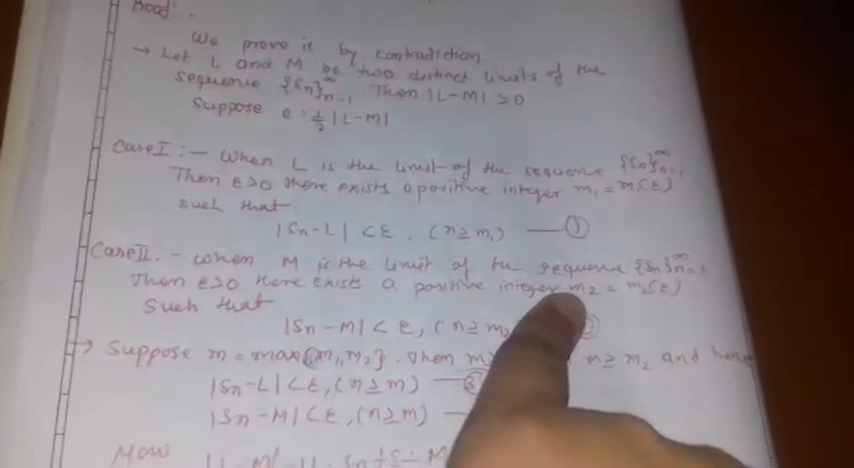 Proof:-
We prove it by contradiction
→ Let L and M be two distinct limits of the
sequence {Sn}∞n=1, Then |L-M| > 0
Suppose ε = 1/2 |L-M|
Case I :- When L is the limit of the sequence {Sn}∞n=1
Then ε>0 there exists a positive integer m1 = m1(ε)
such that
|Sn-L| < ε, (n ≥ m1) — ①
Case II. - when M is the limit of the sequence {Sn}∞n=1
Then ε>0 there exists a positive integer m2 = m2(ε)
Such that
|Sn-M| < ε, (n ≥ m2
→ Suppose m = max{m1, m2}. Then m m ≥ m2 and hence
|Sn-L| < ε, (n ≥ m) — ③
|Sn-M| < ε, (n ≥ m) —
Now